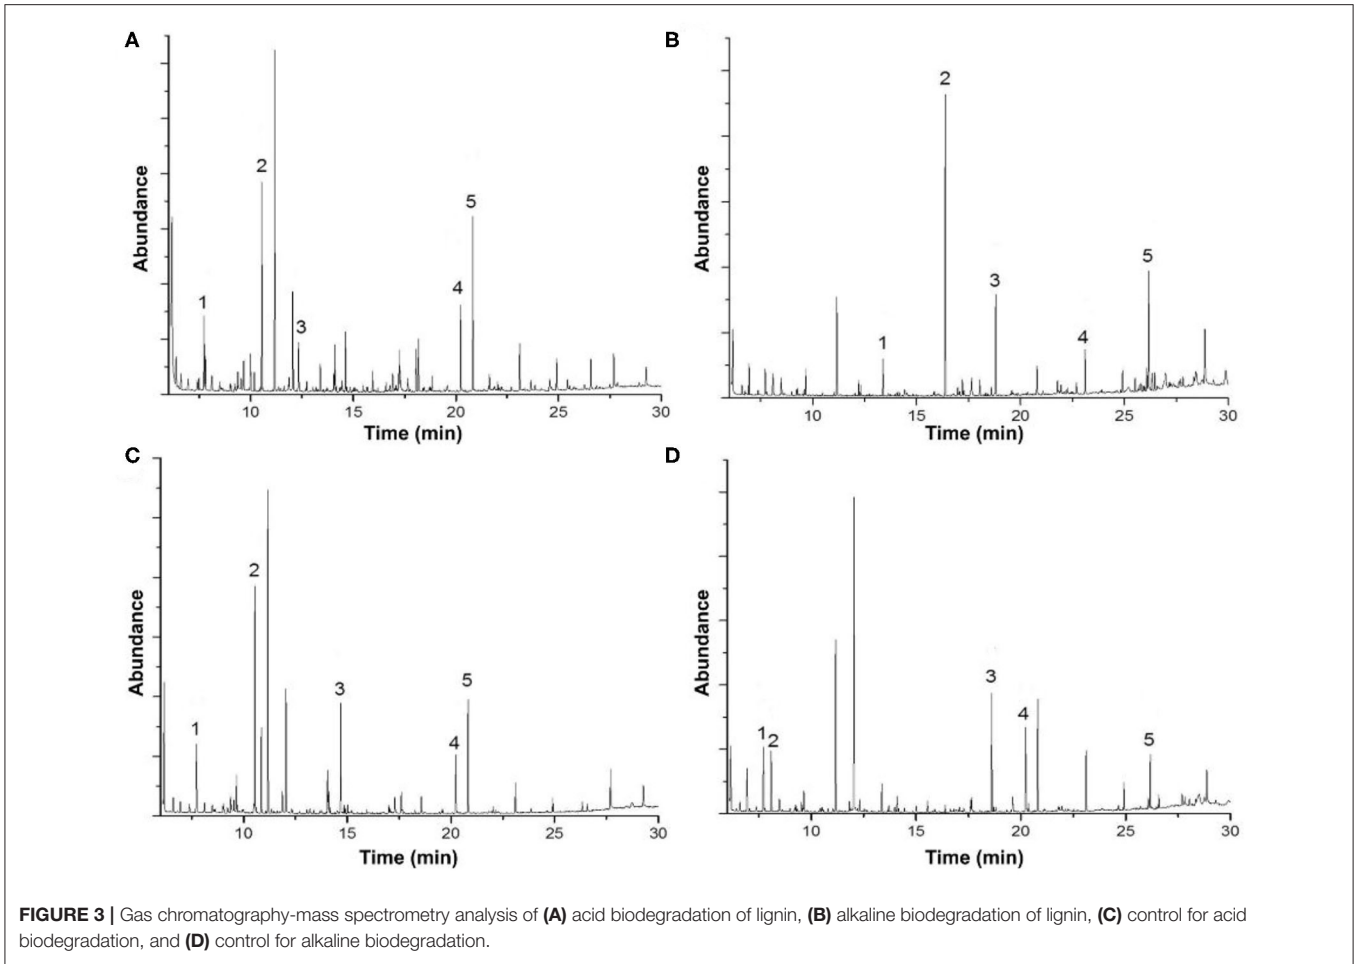 A
Abundance
1
2
3
4
5
10
15
20
25
30
Time (min)
B
Abundance
1
2
3
4
5
10
15
20
25
30
Time (min)
C
Abundance
1
2
3
4
5
10
15
20
25
30
Time (min)
D
Abundance
1
2
3
4
5
10
15
20
25
30
Time (min)
FIGURE 3 | Gas chromatography-mass spectrometry analysis of (A) acid biodegradation of lignin, (B) alkaline biodegradation of lignin, (C) control for acid
biodegradation, and (D) control for alkaline biodegradation.